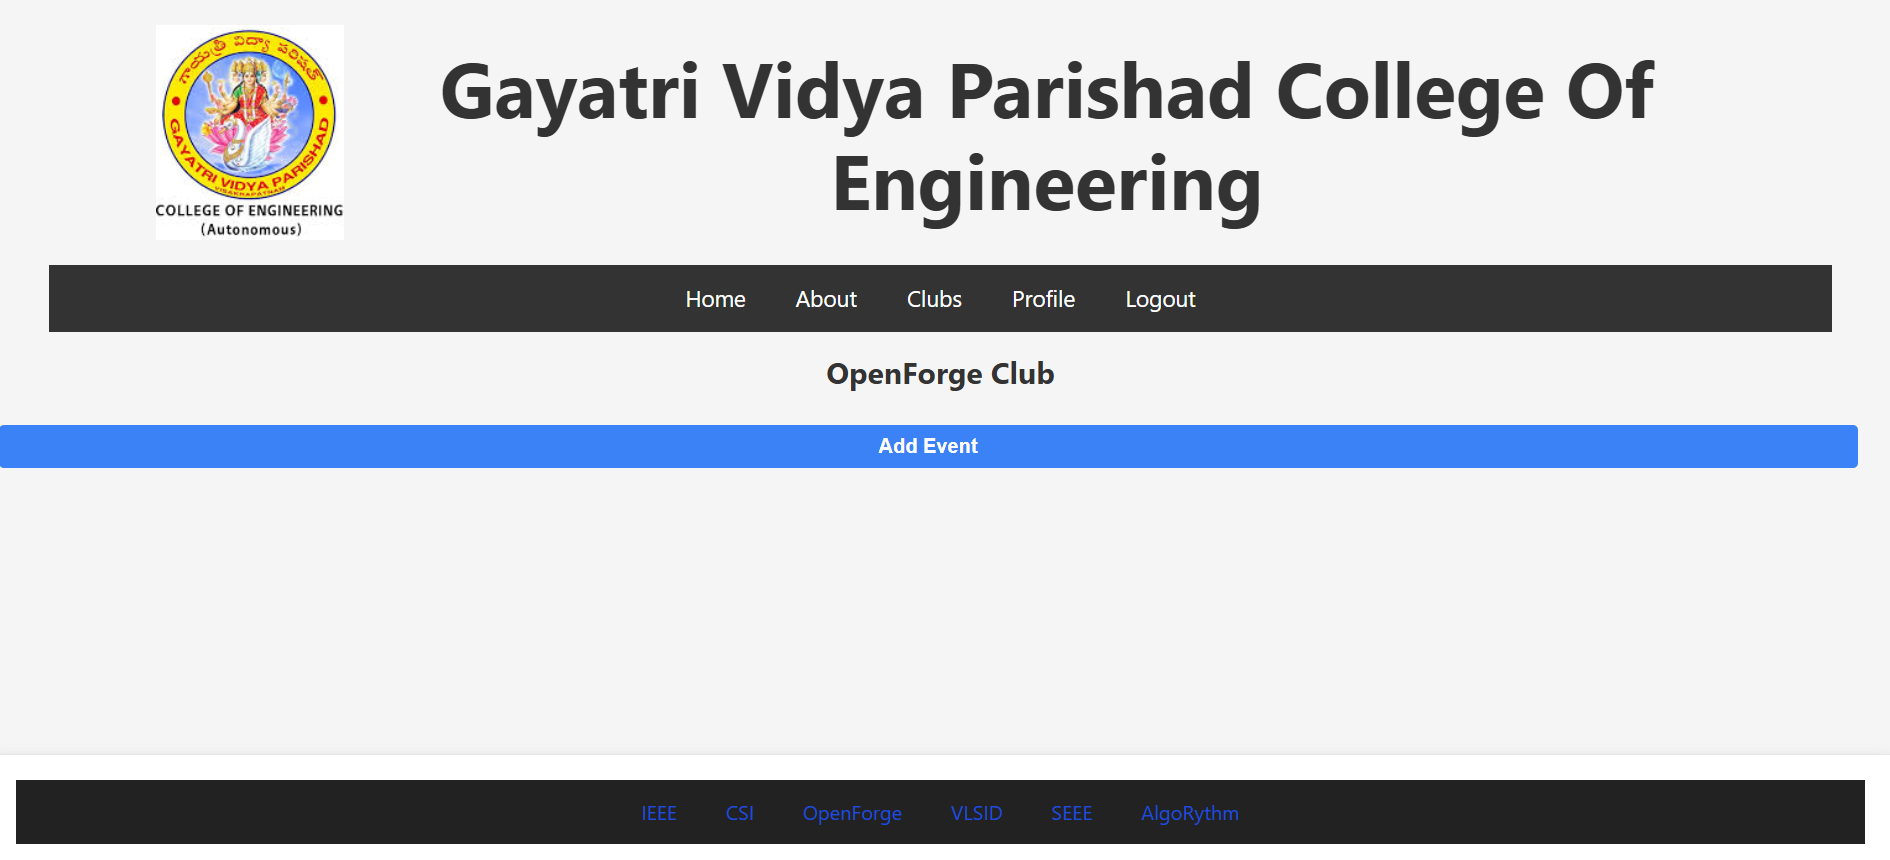 గాయత్రీ విద్యా పరిషత్
GAYATRI VIDYA PARISHAD
VISAKHAPATNAM
COLLEGE OF ENGINEERING
(Autonomous)
Gayatri Vidya Parishad College Of
Engineering
Home About Clubs Profile Logout
OpenForge Club
Add Event
IEEE CSI OpenForge VLSID SEEE AlgoRythm